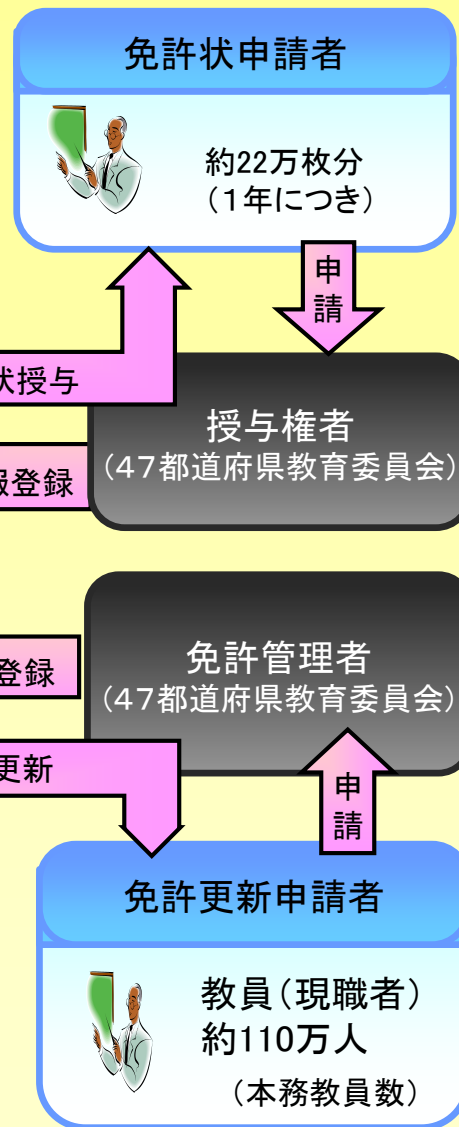 免許状申請者
約22万枚分
（１年につき）
申請
状授与
授与権者
（４７都道府県教育委員会）
報登録
免許管理者
（４７都道府県教育委員会）
登録
更新
申請
免許更新申請者
教員（現職者）
約110万人
（本務教員数）